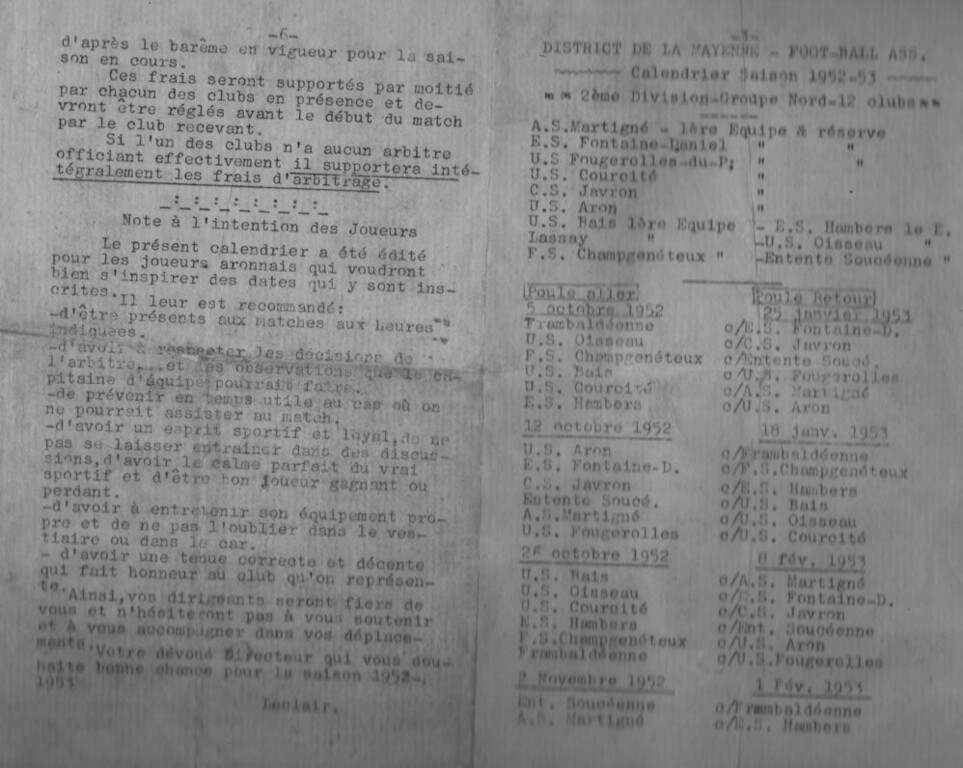 -6-
d'après le barême en vigueur pour la sai-
son en cours.
Ces frais seront supportés par moitié
par chacun des clubs en présence et de-
vront être réglés avant le début du match
par le club recevant.
Si l'un des clubs n'a aucun arbitre
officiant effectivement il supportera inté-
tégralement les frais d'arbitrage.
_:_:_:_:_:_:_:_
Note à l'intention des Joueurs
Le présent calendrier a été édité
pour les joueurs aronnais qui voudront
bien s'inspirer des dates qui y sont ins-
crites. Il leur est recommandé:
-d'être présents aux matches aux heures
indiquées.
-d'avoir à respecter les décisions de
l'arbitre...et les observations que le ca-
pitaine d'équipe pourrait faire.
-de prévenir en temps utile au cas où on
ne pourrait assister au match.
-d'avoir un esprit sportif et loyal,de ne
pas se laisser entrainer dans des discus-
sions,d'avoir le calme parfait du vrai
sportif et d'être bon joueur gagnant ou
perdant.
-d'avoir à entretenir son équipement pro-
pre et de ne pas l'oublier dans le ves-
tiaire ou dans le car.
- d'avoir une tenue correcte et décente
qui fait honneur au club qu'on représen-
te. Ainsi,vos dirigeants seront fiers de
vous et n'hésiteront pas à vous soutenir
et à vous accompagner dans vos déplace-
ments. Votre dévoué Directeur qui vous sou-
haite bonne chance pour la saison 1952-
1953
Leclair.
DISTRICT DE LA MAYENNE - FOOT-BALL ASS.
Calendrier Saison 1952-53
2ème Division-Groupe Nord-12 clubs
A.S.Martigné - 1ère Equipe & réserve
E.S. Fontaine-Daniel " "
U.S Fougerolles-du-P; " "
U.S. Courcité "
C.S. Javron "
U.S. Aron "
U.S. Bais 1ère Equipe - E.S. Hambers 1e E.
Lassay " -U.S. Oisseau "
F.S. Champgenéteux " -Entente Soucéenne "
Poule aller Poule Retour
5 octobre 1952 25 janvier 1953
Frambaldéenne c/E.S. Fontaine-D.
U.S. Oisseau c/C.S. Javron
F.S. Champgenéteux c/Entente Soucé.
U.S. Bais c/U.S. Fougerolles
U.S. Courcité c/A.S. Martigné
E.S. Hambers c/U.S. Aron
12 octobre 1952 18 janv. 1953
U.S. Aron c/Frambaldéenne
E.S. Fontaine-D. c/F.S.Champgenéteux
C.S. Javron c/E.S. Hambers
Entente Soucé. c/U.S. Bais
A.S.Martigné c/U.S. Oisseau
U.S. Fougerolles c/U.S. Courcité
26 octobre 1952 8 fév. 1953
U.S. Bais c/A.S. Martigné
U.S. Oisseau c/E.S. Fontaine-D.
U.S. Courcité c/C.S. Javron
E.S. Hambers c/Ent. Soucéenne
F.S.Champgenéteux c/U.S. Aron
Frambaldéenne c/U.S.Fougerolles
2 Novembre 1952 1 Fév. 1953
Ent. Soucéenne c/Frambaldéenne
A.S. Martigné c/E.S. Hambers